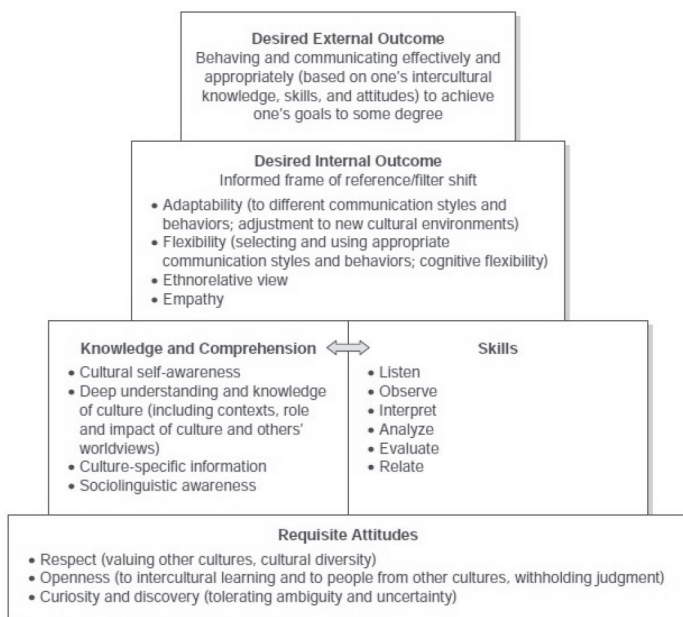 Desired External Outcome
Behaving and communicating effectively and
appropriately (based on one's intercultural
knowledge, skills, and attitudes) to achieve
one's goals to some degree
Desired Internal Outcome
Informed frame of reference/filter shift
• Adaptability (to different communication styles and
behaviors; adjustment to new cultural environments)
• Flexibility (selecting and using appropriate
communication styles and behaviors; cognitive flexibility)
• Ethnorelative view
• Empathy
Knowledge and Comprehension
• Cultural self-awareness
• Deep understanding and knowledge
of culture (including contexts, role
and impact of culture and others'
worldviews)
• Culture-specific information
• Sociolinguistic awareness
Skills
• Listen
• Observe
• Interpret
• Analyze
• Evaluate
• Relate
Requisite Attitudes
• Respect (valuing other cultures, cultural diversity)
• Openness (to intercultural learning and to people from other cultures, withholding judgment)
• Curiosity and discovery (tolerating ambiguity and uncertainty)